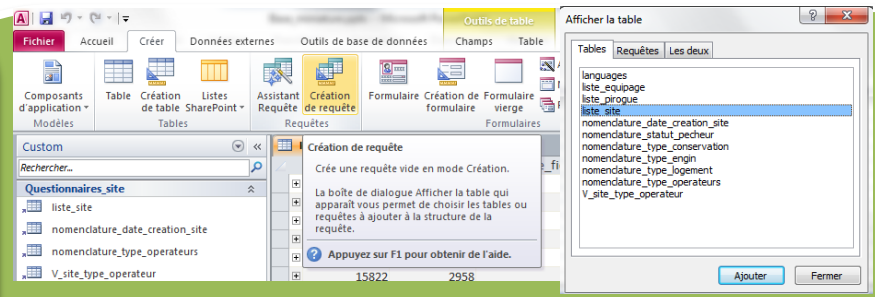 Outils de table
Fichier Accueil Créer Données externes Outils de base de données Champs Table
Composants d'application
Table
Création de table
Listes SharePoint
Assistant Requête
Création de requête
Formulaire
Création de formulaire
Formulaire vierge
Modèles Tables Requêtes Formulaires
Custom
Rechercher...
Questionnaires_site
liste_site
nomenclature_date_creation_site
nomenclature_type_operateurs
V_site_type_operateur
Création de requête
Crée une requête vide en mode Création.
La boîte de dialogue Afficher la table qui
apparaît vous permet de choisir les tables ou
requêtes à ajouter à la structure de la
requête.
Appuyez sur F1 pour obtenir de l'aide.
15822 2958
Afficher la table
Tables Requêtes Les deux
languages
liste_equipage
liste_pirogue
liste_site
nomenclature_date_creation_site
nomenclature_statut_pecheur
nomenclature_type_conservation
nomenclature_type_engin
nomenclature_type_logement
nomenclature_type_operateurs
V_site_type_operateur
Ajouter Fermer